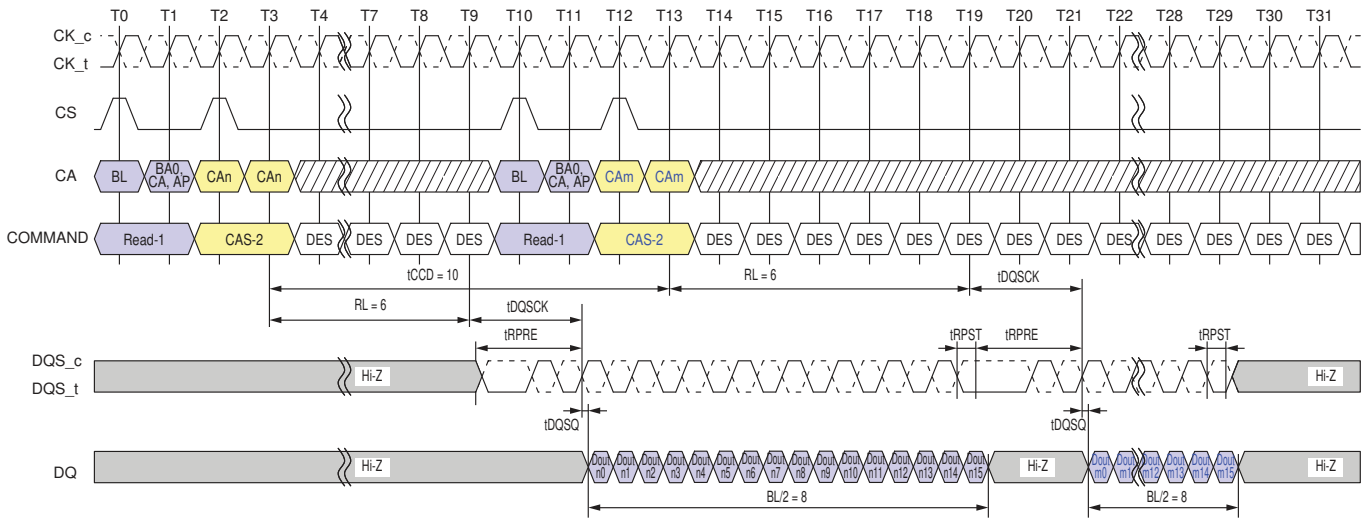 T0 T1 T2 T3 T4 T7 T8 T9 T10 T11 T12 T13 T14 T15 T16 T17 T18 T19 T20 T21 T22 T28 T29 T30 T31
CK_c
CK_t
CS
CA BL BA0, CA, AP CAn CAn BL BA0, CA, AP CAm CAm
COMMAND Read-1 CAS-2 DES DES DES DES Read-1 CAS-2 DES DES DES DES DES DES DES DES DES DES DES DES DES
tCCD = 10 RL = 6 tDQSCK
RL = 6 tDQSCK
tRPRE tRPST tRPRE tRPST
DQS_c
DQS_t
Hi-Z Hi-Z
tDQSQ tDQSQ
DQ Hi-Z Dout n0 Dout n1 Dout n2 Dout n3 Dout n4 Dout n5 Dout n6 Dout n7 Dout n8 Dout n9 Dout n10 Dout n11 Dout n12 Dout n13 Dout n14 Dout n15 Hi-Z Dout m0 Dout m1 Dout m12 Dout m13 Dout m14 Dout m15 Hi-Z
BL/2 = 8 BL/2 = 8